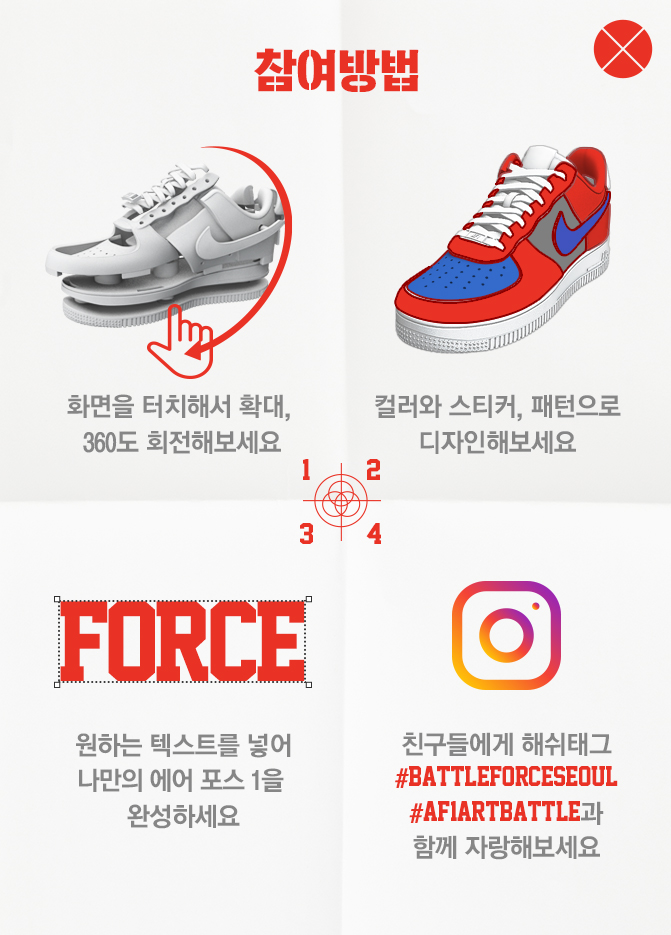 참여방법
화면을 터치해서 확대,
360도 회전해보세요
컬러와 스티커, 패턴으로
디자인해보세요
1 2
3 4
FORCE
원하는 텍스트를 넣어
나만의 에어 포스 1을
완성하세요
친구들에게 해쉬태그
#BATTLEFORCESEOUL
#AF1ARTBATTLE과
함께 자랑해보세요